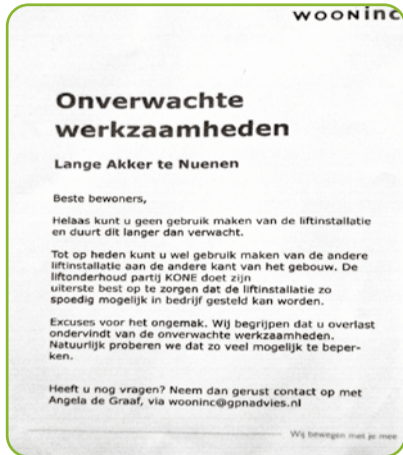 wooninc
Onverwachte
werkzaamheden
Lange Akker te Nuenen
Beste bewoners,
Helaas kunt u geen gebruik maken van de liftinstallatie
en duurt dit langer dan verwacht.
Tot op heden kunt u wel gebruik maken van de andere
liftinstallatie aan de andere kant van het gebouw. De
liftonderhoud partij KONE doet zijn
uiterste best op te zorgen dat de liftinstallatie zo
spoedig mogelijk in bedrijf gesteld kan worden.
Excuses voor het ongemak. Wij begrijpen dat u overlast
ondervindt van de onverwachte werkzaamheden.
Natuurlijk proberen we dat zo veel mogelijk te beper-
ken.
Heeft u nog vragen? Neem dan gerust contact op met
Angela de Graaf, via wooninc@gpnadvies.nl
Wij bewegen met je mee